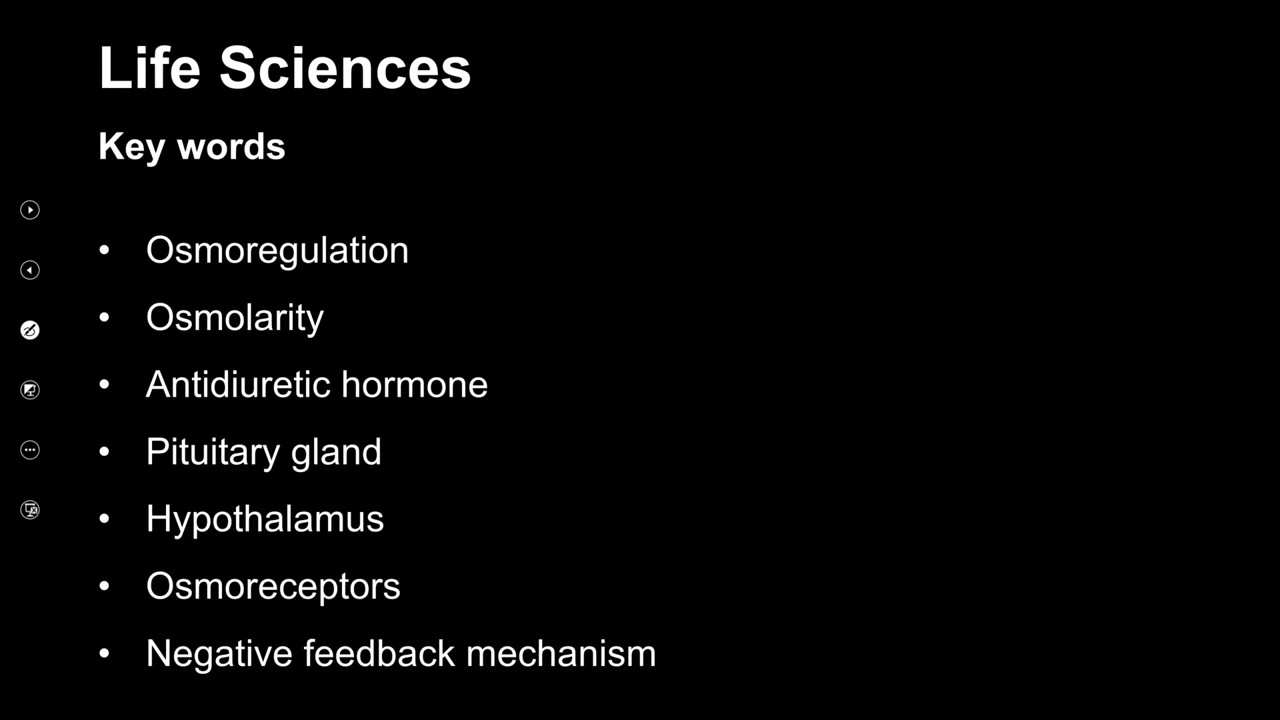 Life Sciences
Key words
• Osmoregulation
• Osmolarity
• Antidiuretic hormone
• Pituitary gland
• Hypothalamus
• Osmoreceptors
• Negative feedback mechanism